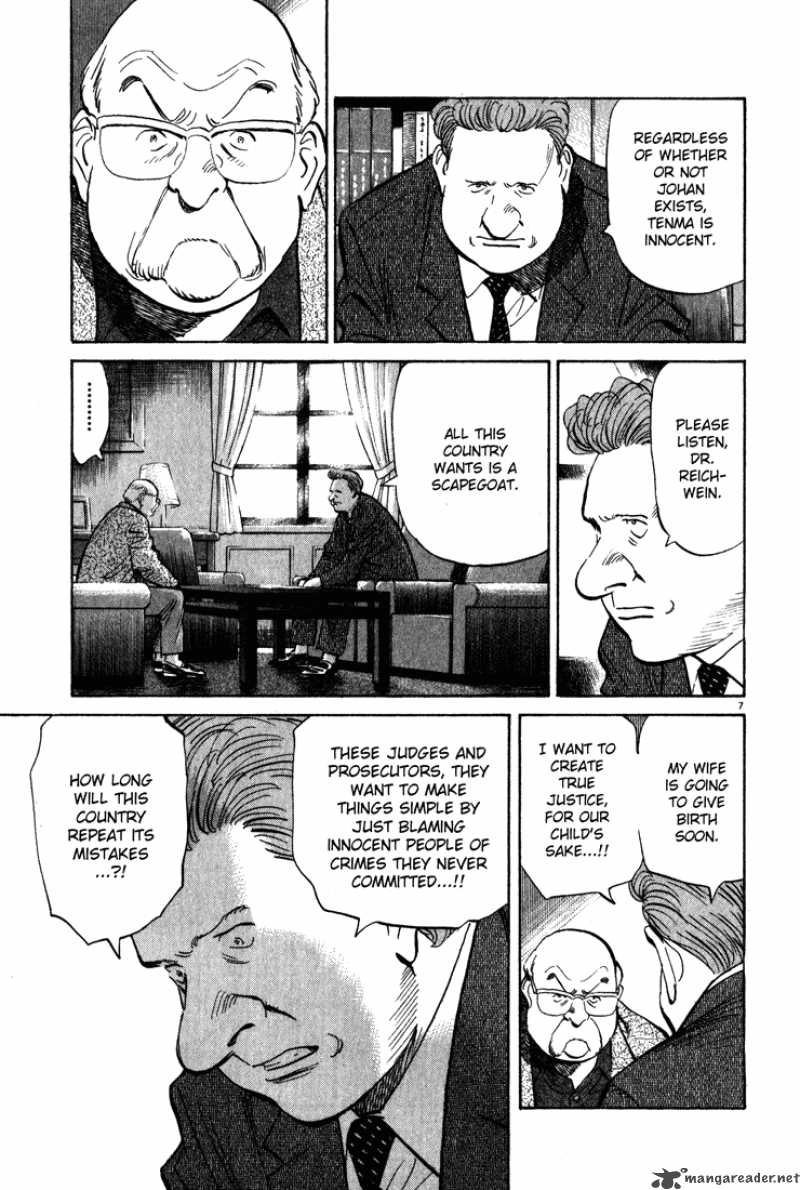 REGARDLESS
OF WHETHER
OR NOT
JOHAN
EXISTS,
TENMA IS
INNOCENT.
PLEASE
LISTEN,
DR.
REICH-
WEIN.
ALL THIS
COUNTRY
WANTS IS A
SCAPEGOAT.
.........
7
MY WIFE
IS GOING
TO GIVE
BIRTH
SOON.
I WANT TO
CREATE
TRUE
JUSTICE,
FOR OUR
CHILD'S
SAKE...!!
THESE JUDGES AND
PROSECUTORS, THEY
WANT TO MAKE
THINGS SIMPLE BY
JUST BLAMING
INNOCENT PEOPLE OF
CRIMES THEY NEVER
COMMITTED...!!
HOW LONG
WILL THIS
COUNTRY
REPEAT ITS
MISTAKES
...?!
mangareader.net